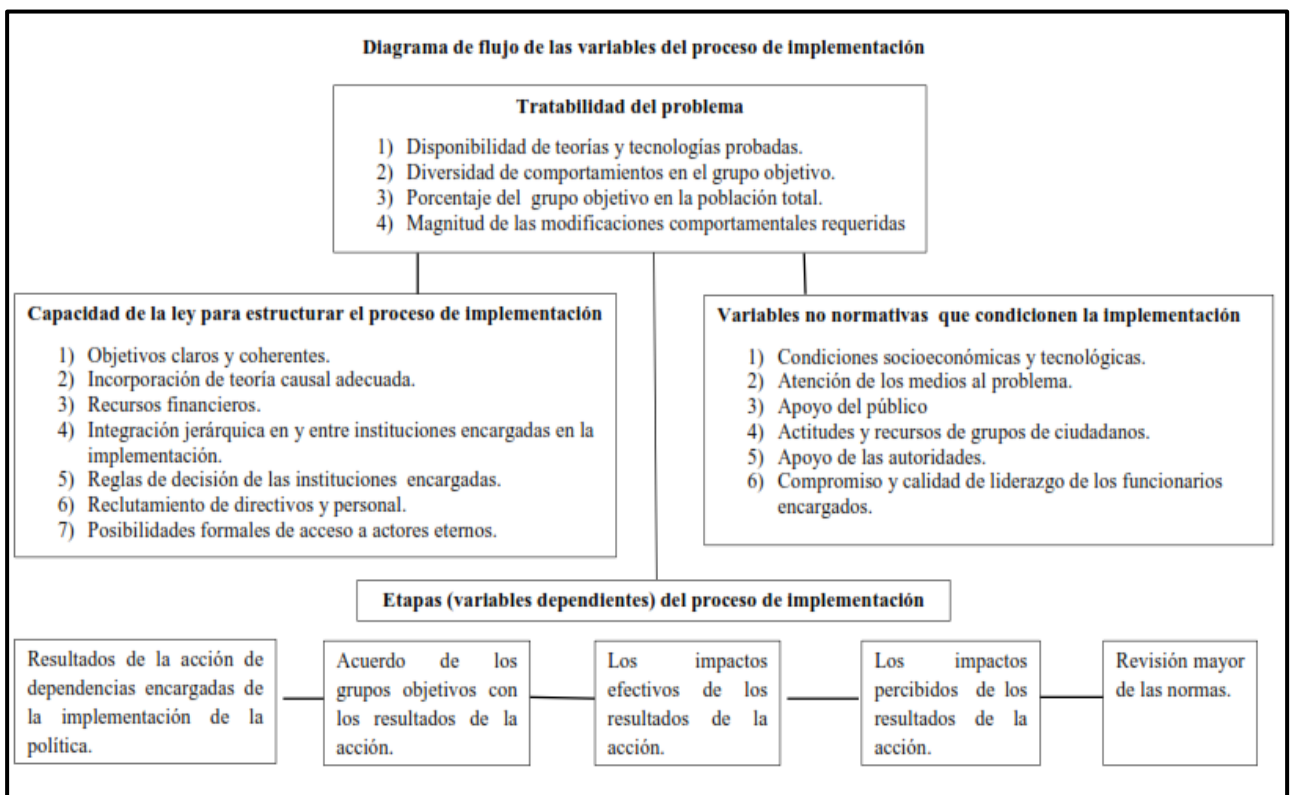 Diagrama de flujo de las variables del proceso de implementación
Tratabilidad del problema
1) Disponibilidad de teorías y tecnologías probadas.
2) Diversidad de comportamientos en el grupo objetivo.
3) Porcentaje del grupo objetivo en la población total.
4) Magnitud de las modificaciones comportamentales requeridas
Capacidad de la ley para estructurar el proceso de implementación
1) Objetivos claros y coherentes.
2) Incorporación de teoría causal adecuada.
3) Recursos financieros.
4) Integración jerárquica en y entre instituciones encargadas en la
implementación.
5) Reglas de decisión de las instituciones encargadas.
6) Reclutamiento de directivos y personal.
7) Posibilidades formales de acceso a actores eternos.
Variables no normativas que condicionen la implementación
1) Condiciones socioeconómicas y tecnológicas.
2) Atención de los medios al problema.
3) Apoyo del público
4) Actitudes y recursos de grupos de ciudadanos.
5) Apoyo de las autoridades.
6) Compromiso y calidad de liderazgo de los funcionarios
encargados.
Etapas (variables dependientes) del proceso de implementación
Resultados de la acción de
dependencias encargadas de
la implementación de la
política.
Acuerdo de los
grupos objetivos con
los resultados de la
acción.
Los impactos
efectivos de los
resultados de la
acción.
Los impactos
percibidos de los
resultados de la
acción.
Revisión mayor
de las normas.